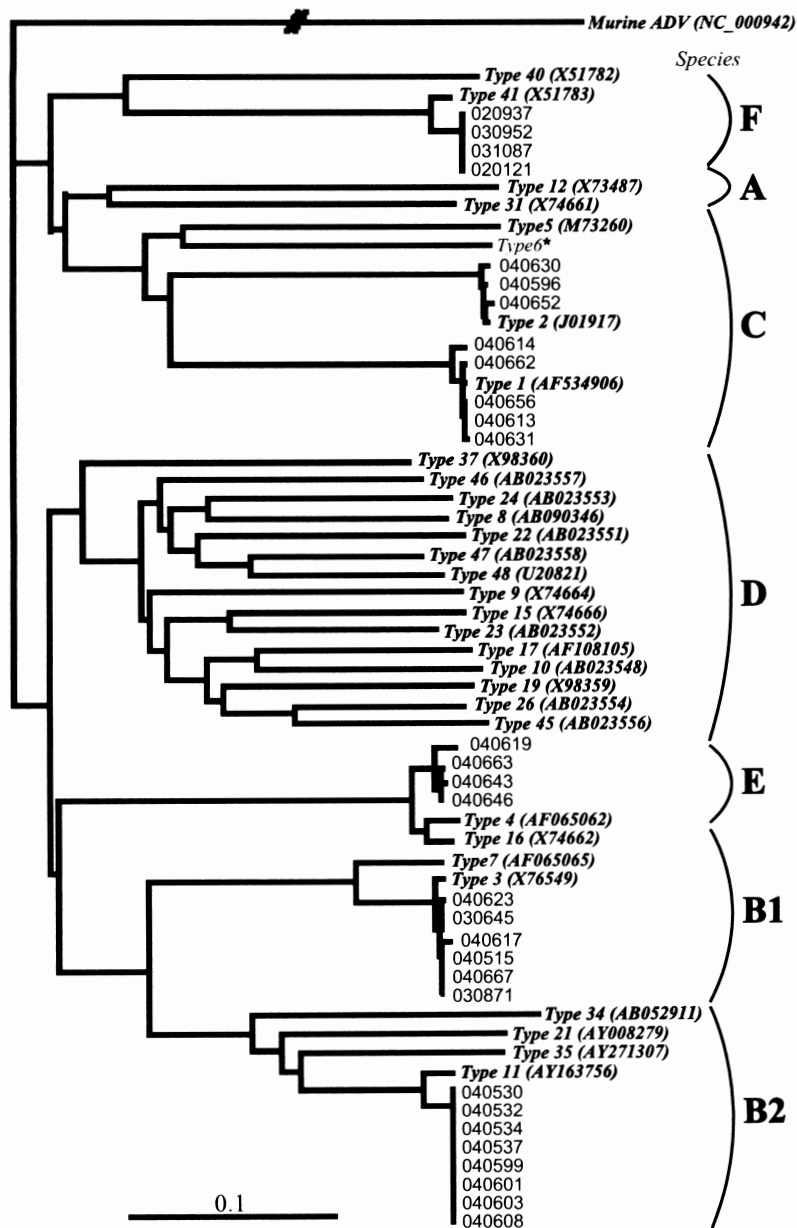 Murine ADV (NC_000942)
Species
Type 40 (X51782)
Type 41 (X51783)
020937
030952
031087
020121
F
Type 12 (X73487)
Type 31 (X74661)
A
Type5 (M73260)
Type6*
040630
040596
040652
Type 2 (J01917)
040614
040662
Type 1 (AF534906)
040656
040613
040631
C
Type 37 (X98360)
Type 46 (AB023557)
Type 24 (AB023553)
Type 8 (AB090346)
Type 22 (AB023551)
Type 47 (AB023558)
Type 48 (U20821)
Type 9 (X74664)
Type 15 (X74666)
Type 23 (AB023552)
Type 17 (AF108105)
Type 10 (AB023548)
Type 19 (X98359)
Type 26 (AB023554)
Type 45 (AB023556)
D
040619
040663
040643
040646
Type 4 (AF065062)
Type 16 (X74662)
E
Type7 (AF065065)
Type 3 (X76549)
040623
030645
040617
040515
040667
030871
B1
Type 34 (AB052911)
Type 21 (AY008279)
Type 35 (AY271307)
Type 11 (AY163756)
040530
040532
040534
040537
040599
040601
040603
040608
B2
0.1